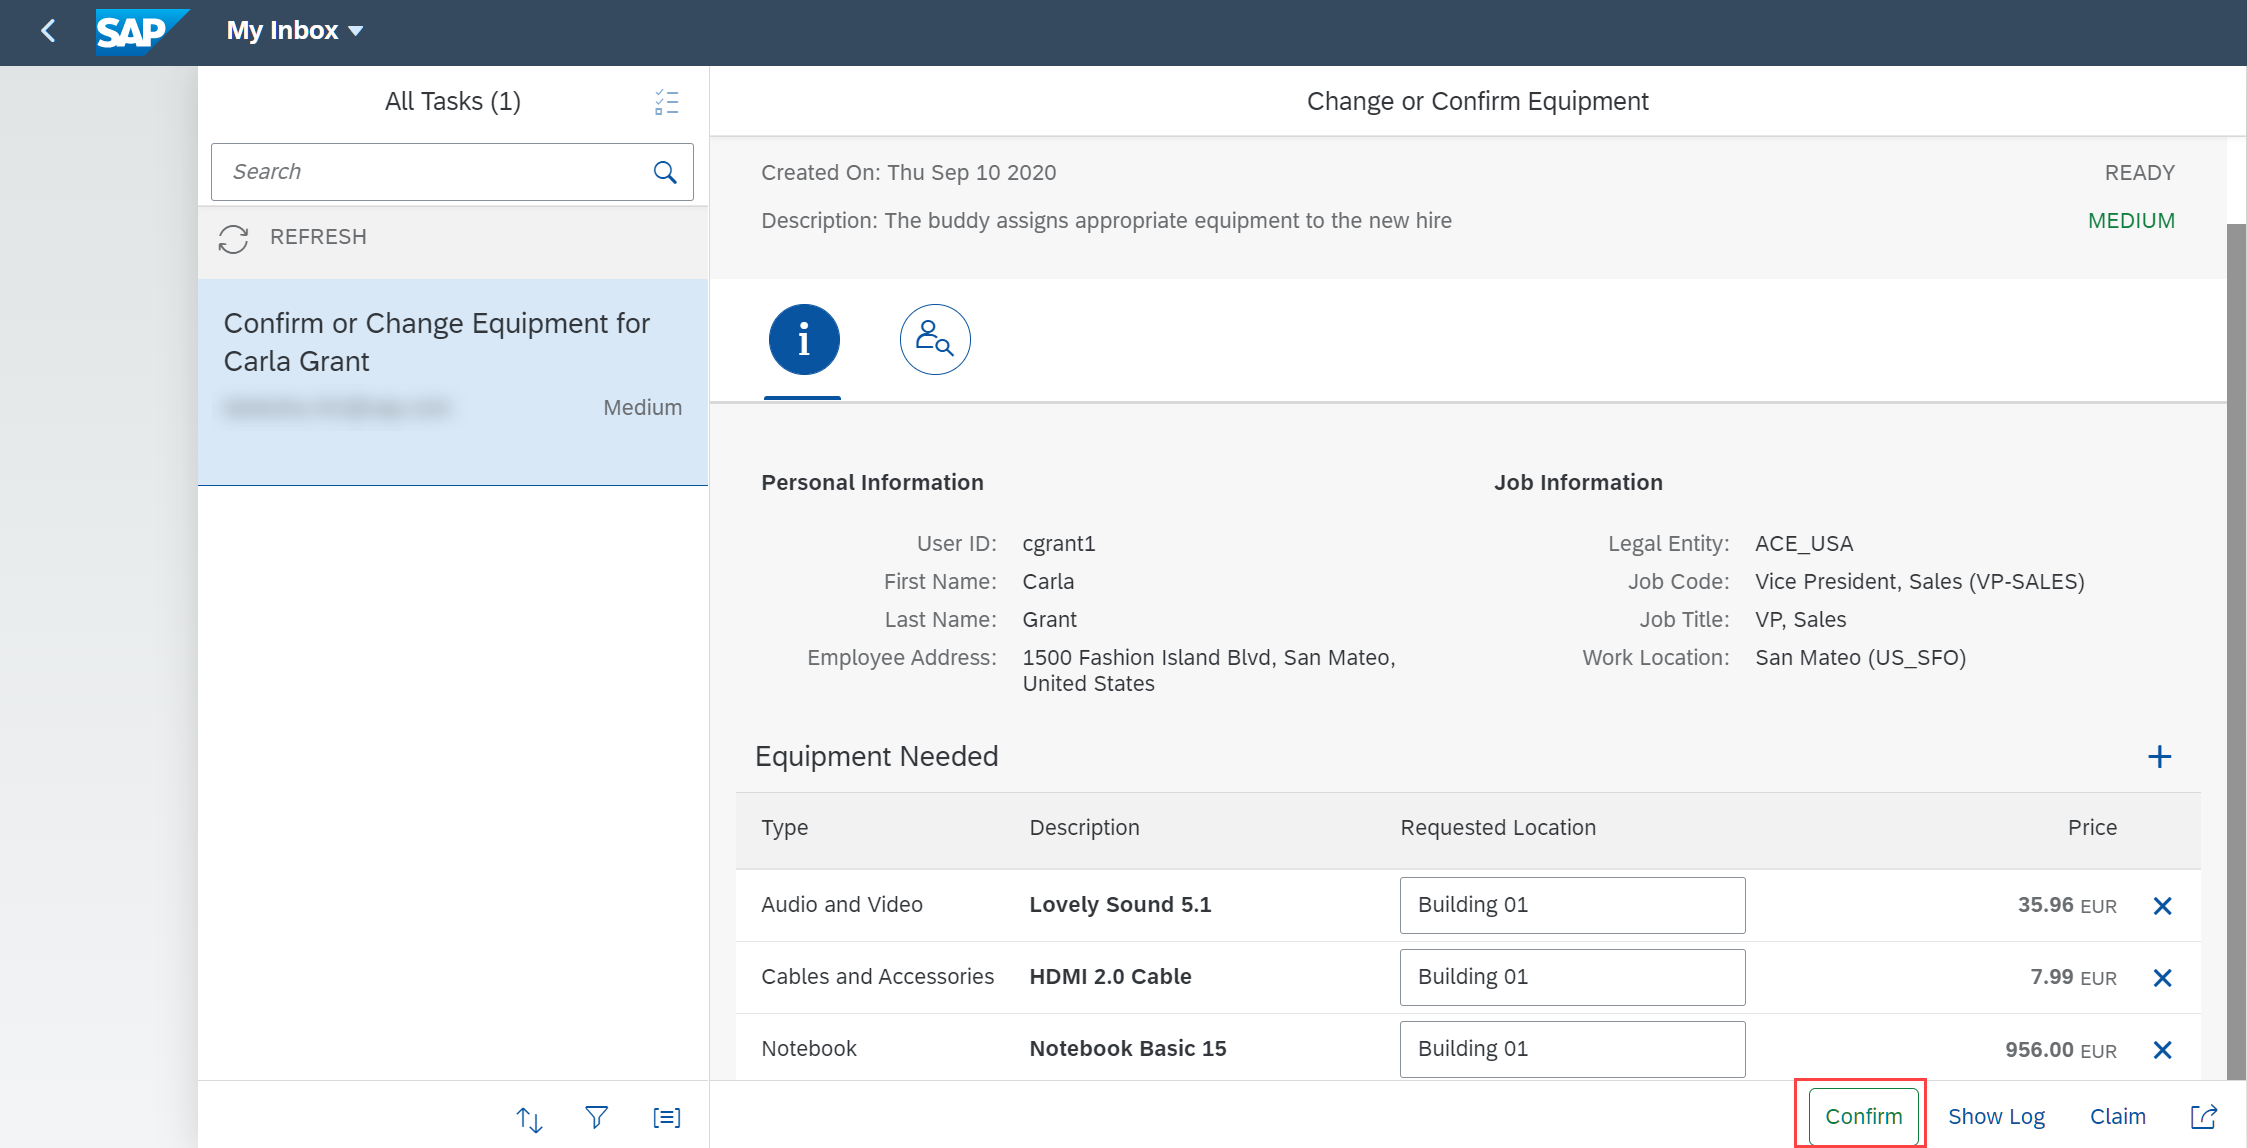 SAP
My Inbox
All Tasks (1)
Search
REFRESH
Confirm or Change Equipment for
Carla Grant
Medium
Change or Confirm Equipment
Created On: Thu Sep 10 2020
READY
Description: The buddy assigns appropriate equipment to the new hire
MEDIUM
Personal Information
User ID: cgrant1
First Name: Carla
Last Name: Grant
Employee Address: 1500 Fashion Island Blvd, San Mateo,
United States
Job Information
Legal Entity: ACE_USA
Job Code: Vice President, Sales (VP-SALES)
Job Title: VP, Sales
Work Location: San Mateo (US_SFO)
Equipment Needed
Type Description Requested Location Price
Audio and Video Lovely Sound 5.1 Building 01 35.96 EUR
Cables and Accessories HDMI 2.0 Cable Building 01 7.99 EUR
Notebook Notebook Basic 15 Building 01 956.00 EUR
Confirm Show Log Claim